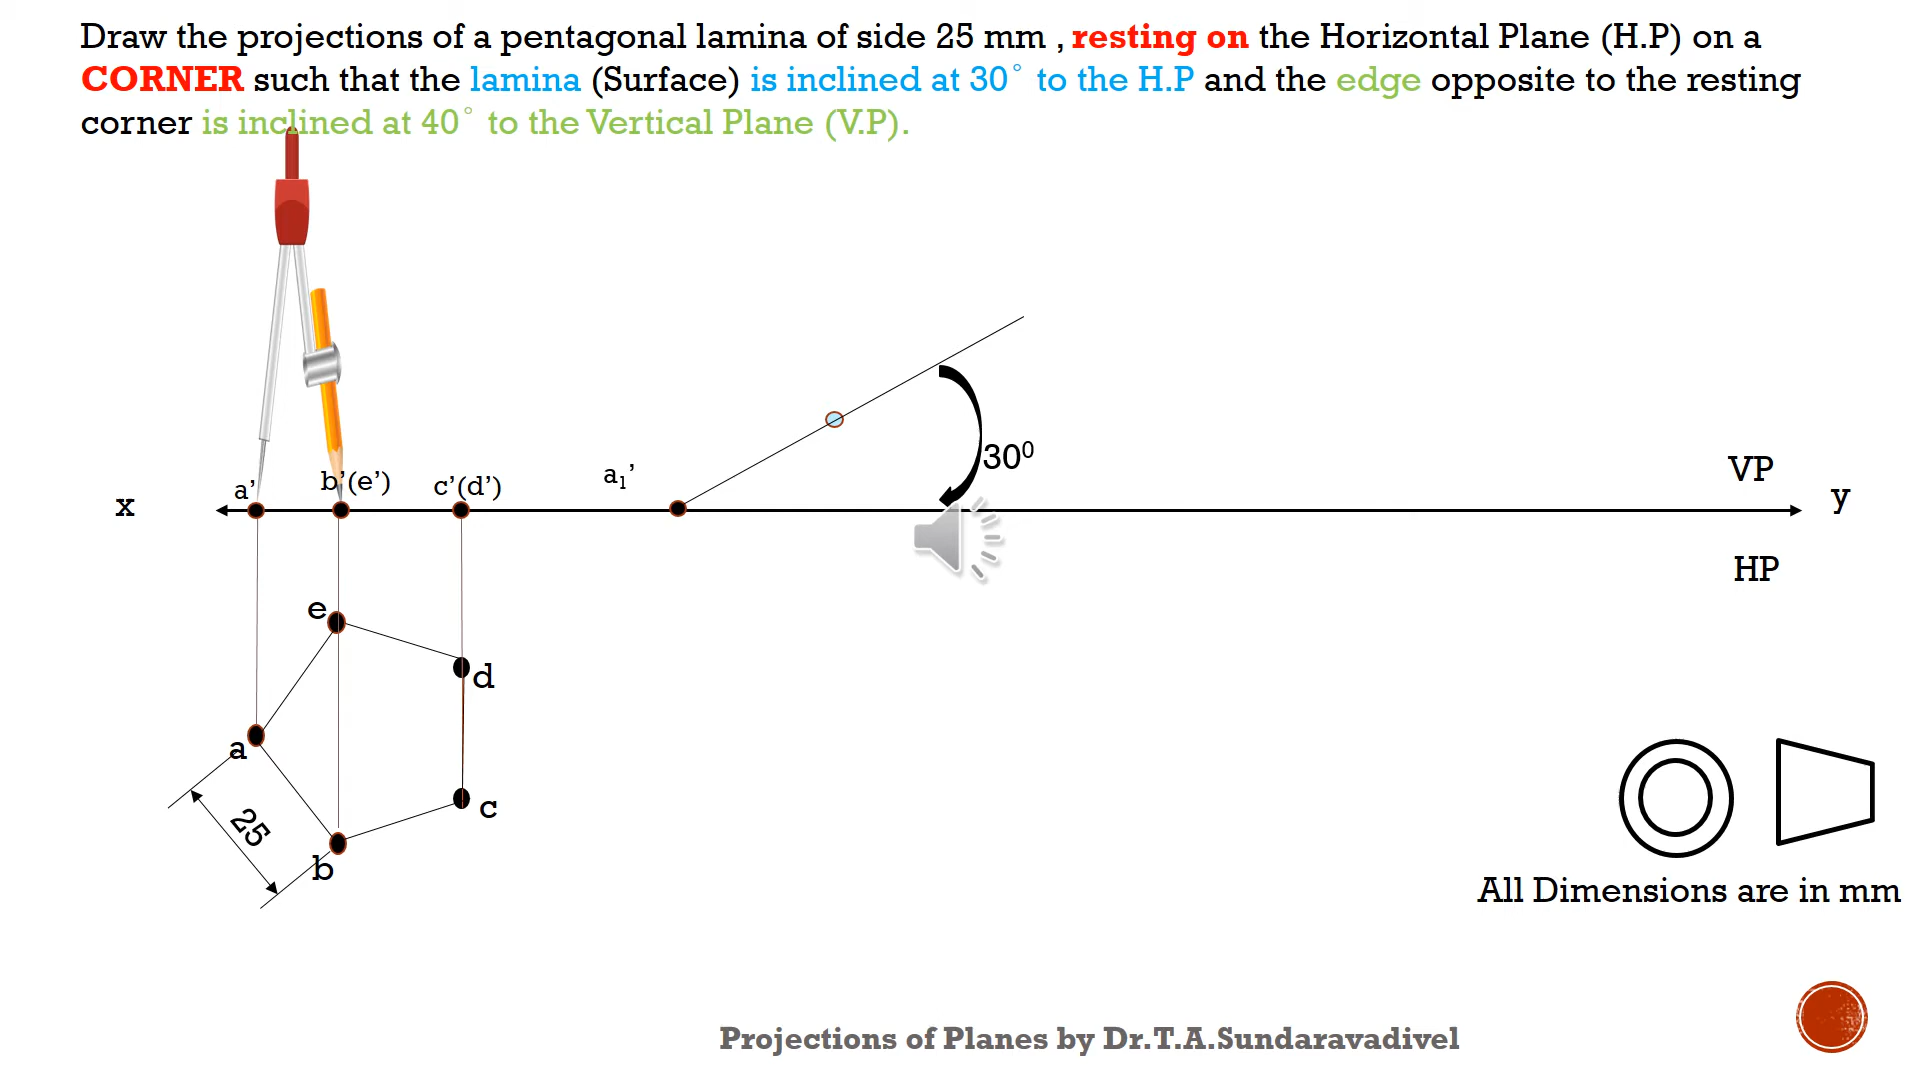 Draw the projections of a pentagonal lamina of side 25 mm , resting on the Horizontal Plane (H.P) on a
CORNER such that the lamina (Surface) is inclined at 30° to the H.P and the edge opposite to the resting
corner is inclined at 40° to the Vertical Plane (V.P).
30⁰
a’
b’(e’)
c’(d’)
a₁’
VP
x
y
HP
e
d
a
c
25
b
All Dimensions are in mm
Projections of Planes by Dr.T.A.Sundaravadivel